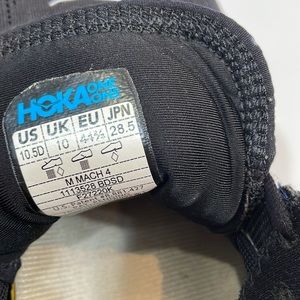 HOKA ONE ONE
US UK EU JPN
10.5D 10 44⅔ 28.5
M MACH 4
1113528 BDSD